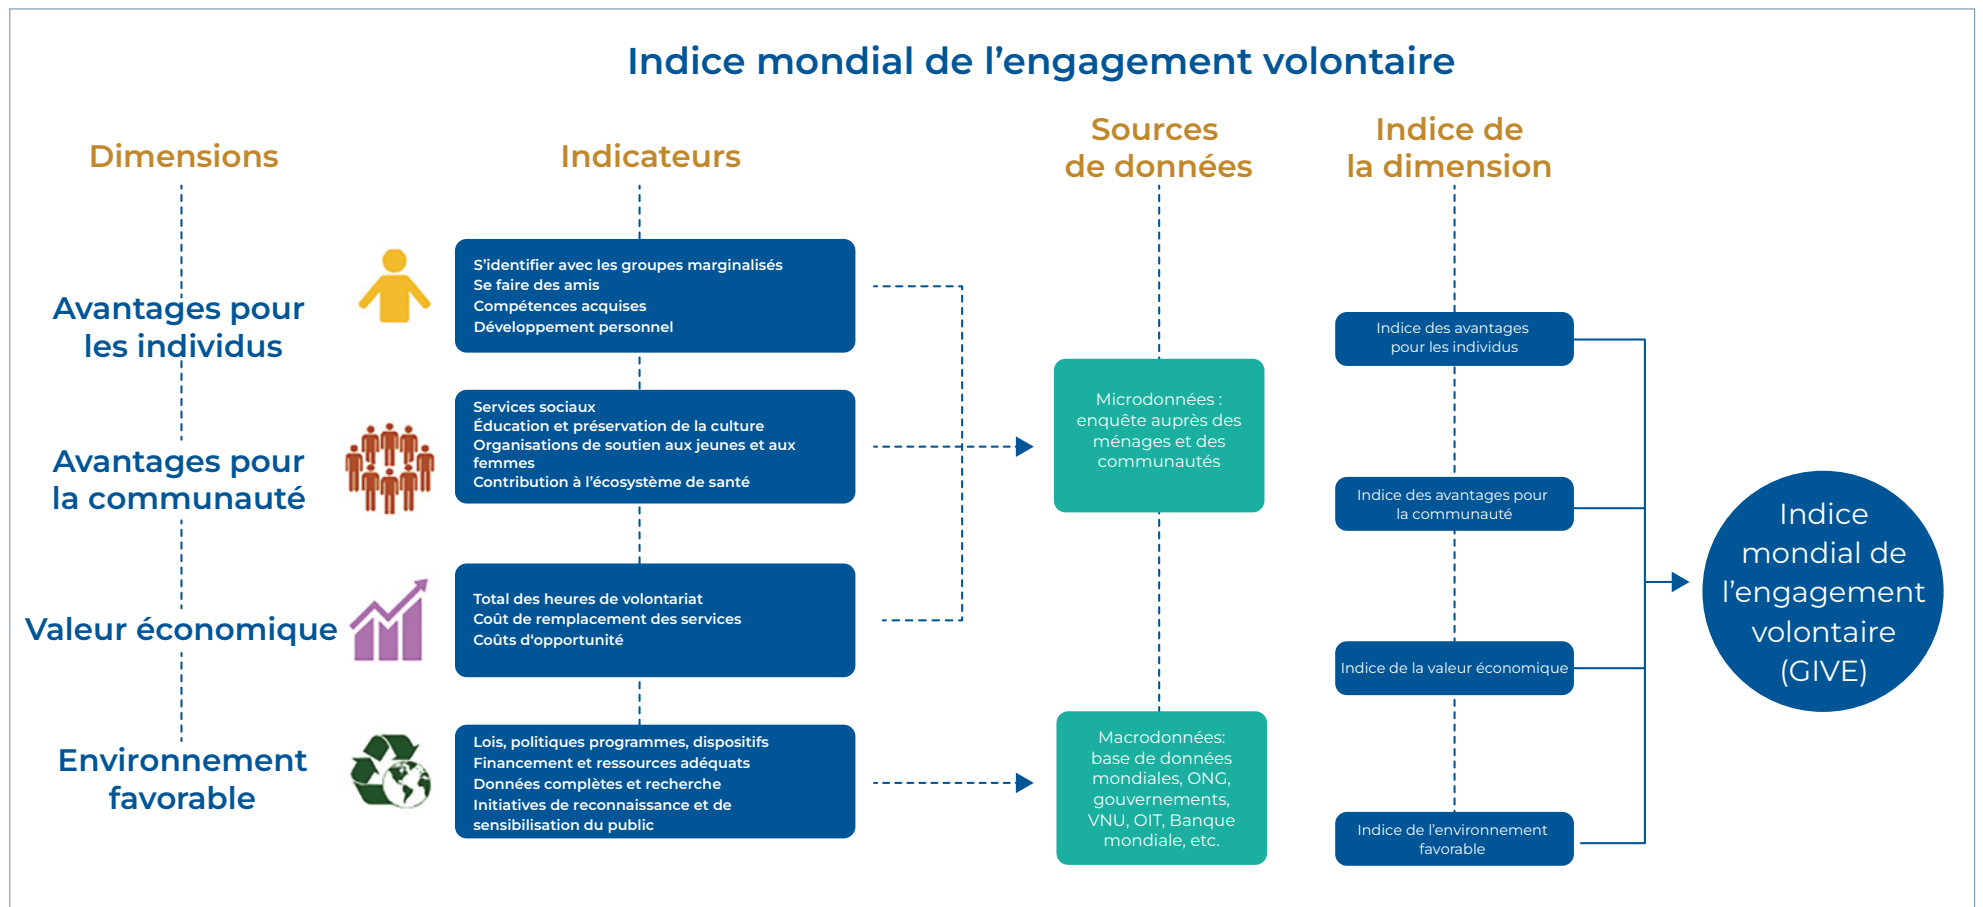 Indice mondial de l’engagement volontaire
Dimensions
Indicateurs
Sources
de données
Indice de
la dimension
Avantages pour
les individus
S’identifier avec les groupes marginalisés
Se faire des amis
Compétences acquises
Développement personnel
Avantages pour
la communauté
Services sociaux
Éducation et préservation de la culture
Organisations de soutien aux jeunes et aux
femmes
Contribution à l’écosystème de santé
Valeur économique
Total des heures de volontariat
Coût de remplacement des services
Coûts d‘opportunité
Environnement
favorable
Lois, politiques programmes, dispositifs
Financement et ressources adéquats
Données complètes et recherche
Initiatives de reconnaissance et de
sensibilisation du public
Microdonnées :
enquête auprès des
ménages et des
communautés
Macrodonnées:
base de données
mondiales, ONG,
gouvernements,
VNU, OIT, Banque
mondiale, etc.
Indice des avantages
pour les individus
Indice des avantages pour
la communauté
Indice de la valeur économique
Indice de l’environnement
favorable
Indice
mondial de
l’engagement
volontaire
(GIVE)